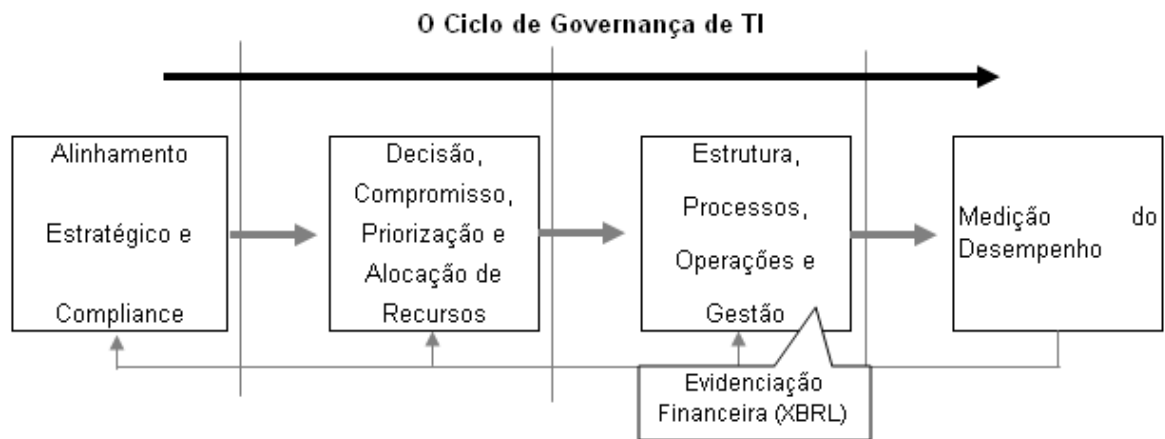 O Ciclo de Governança de TI
Alinhamento
Estratégico e
Compliance
Decisão,
Compromisso,
Priorização e
Alocação de
Recursos
Estrutura,
Processos,
Operações e
Gestão
Medição do
Desempenho
Evidenciação
Financeira (XBRL)